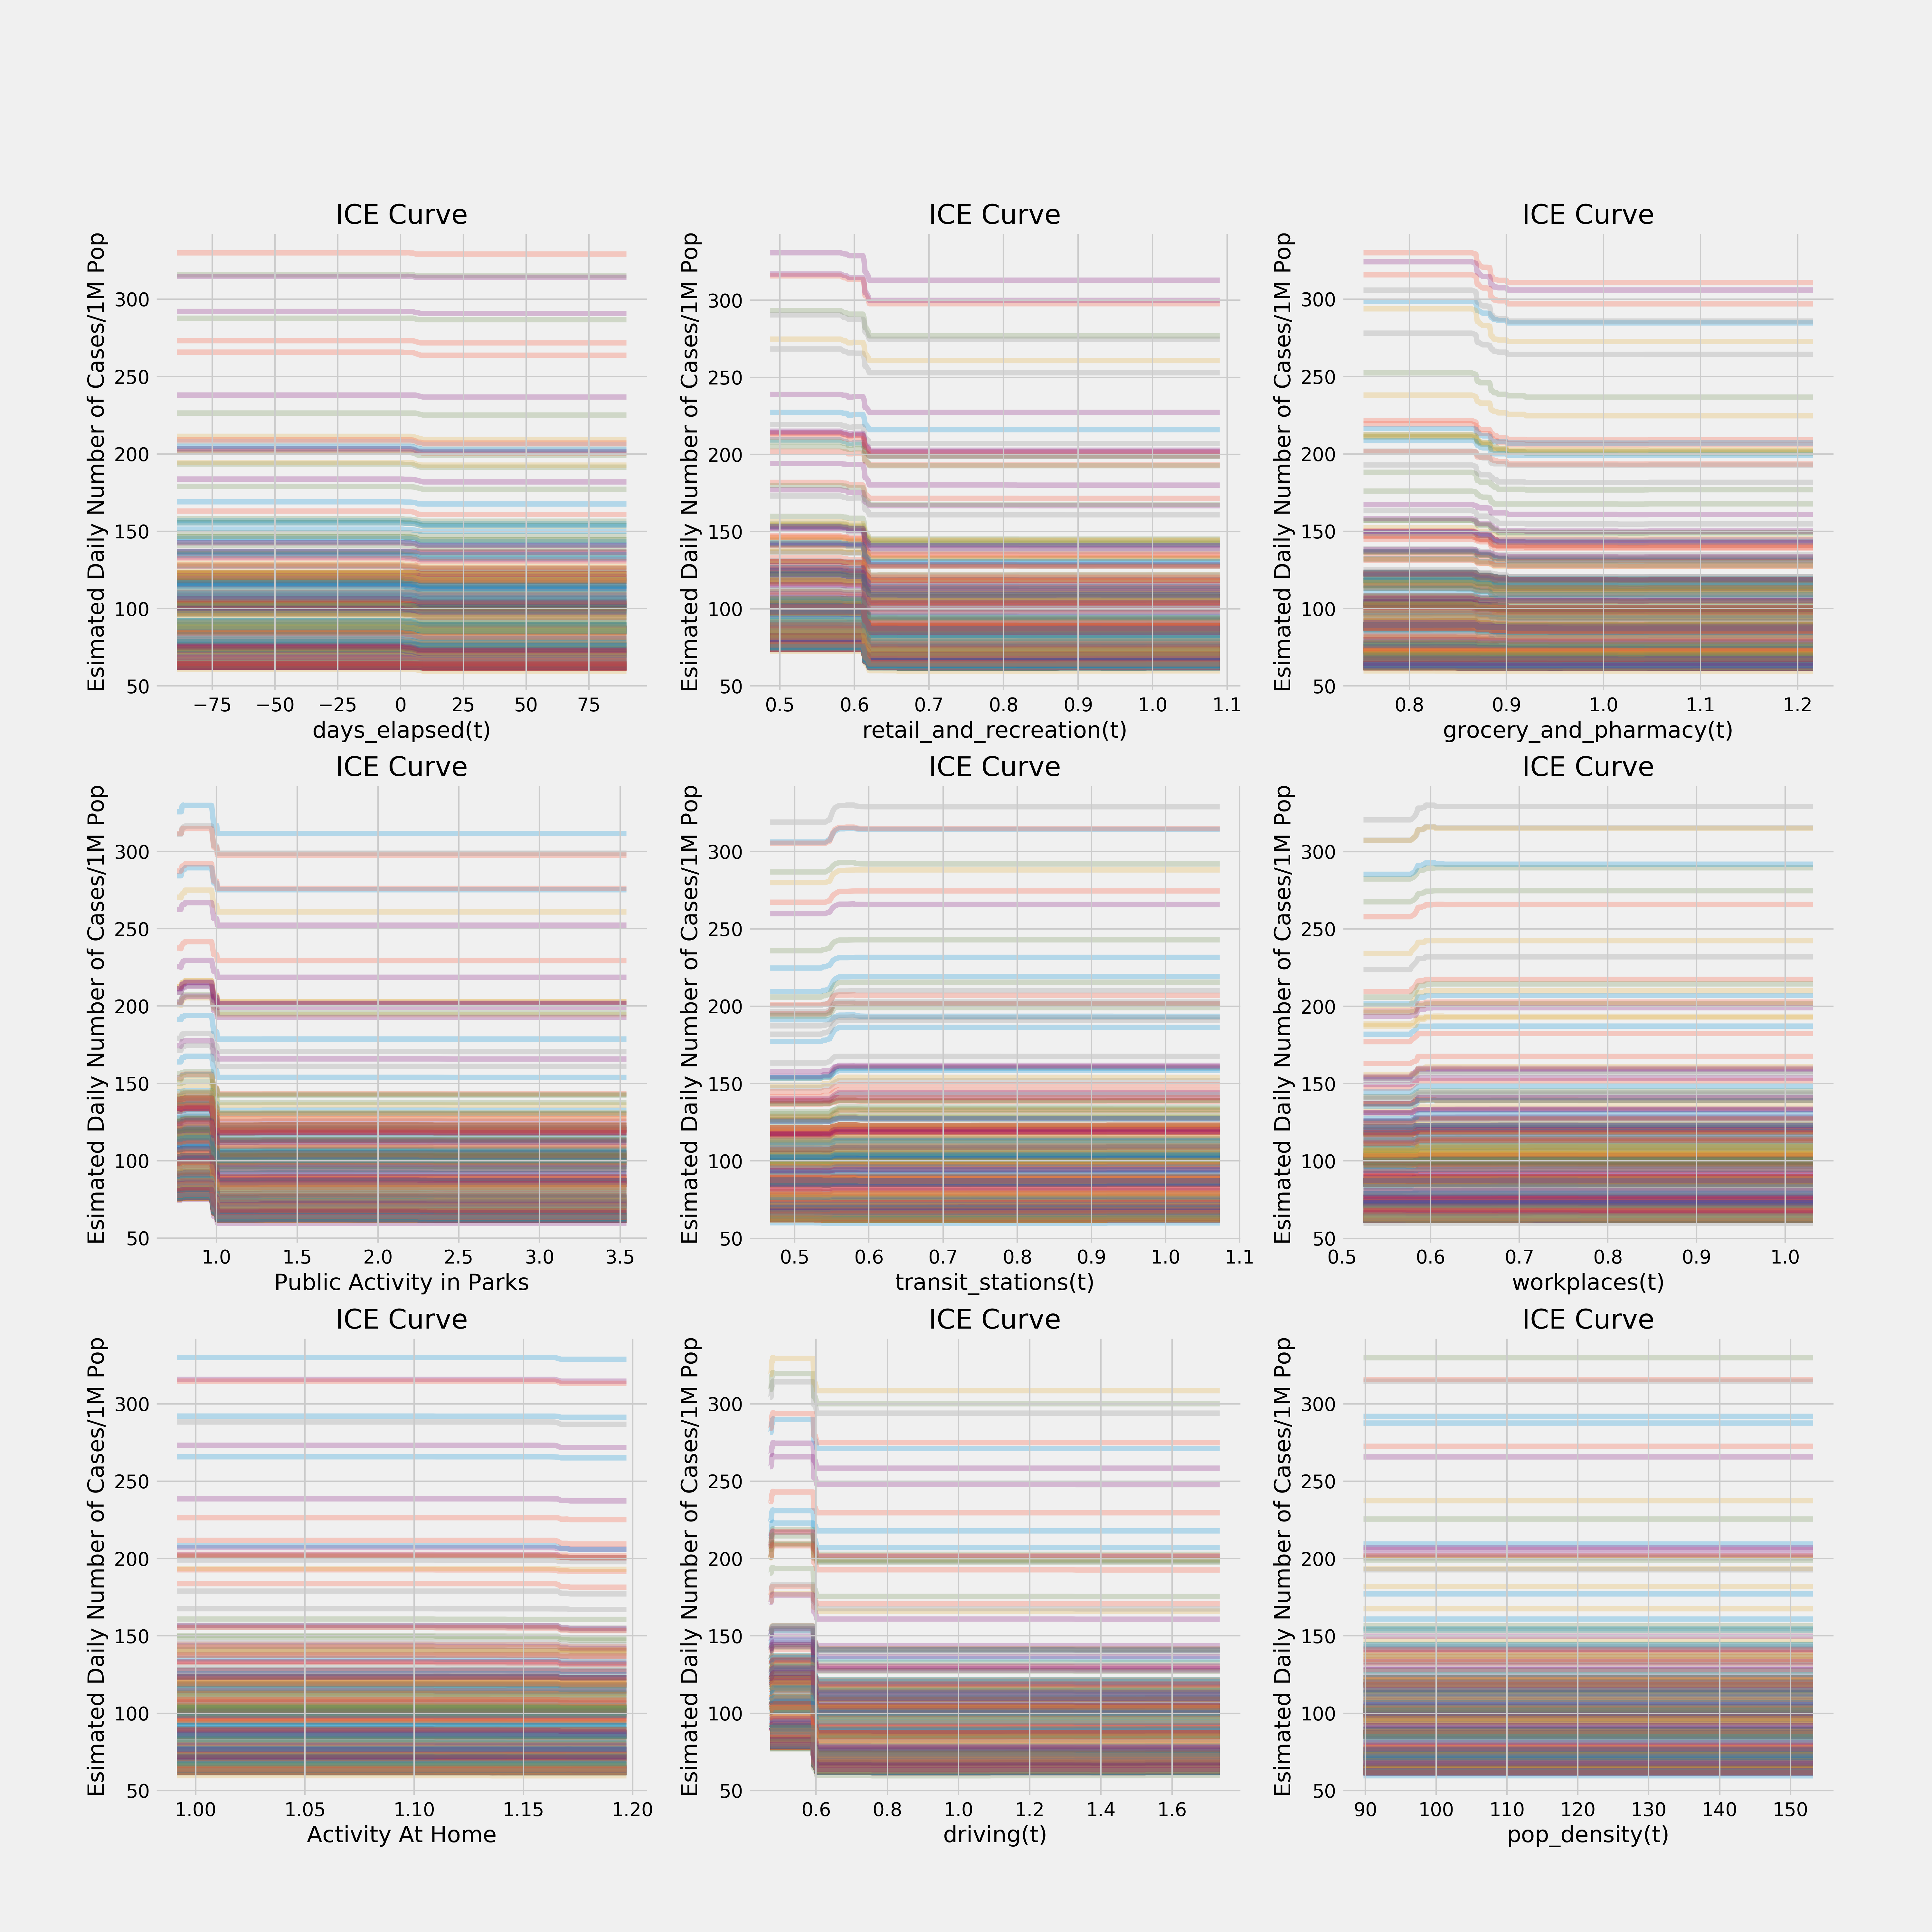 ICE Curve
ICE Curve
ICE Curve
Esimated Daily Number of Cases/1M Pop
300
250
200
150
100
50
−75 −50 −25 0 25 50 75
days_elapsed(t)
Esimated Daily Number of Cases/1M Pop
300
250
200
150
100
50
0.5 0.6 0.7 0.8 0.9 1.0 1.1
retail_and_recreation(t)
Esimated Daily Number of Cases/1M Pop
300
250
200
150
100
50
0.8 0.9 1.0 1.1 1.2
grocery_and_pharmacy(t)
ICE Curve
ICE Curve
ICE Curve
Esimated Daily Number of Cases/1M Pop
300
250
200
150
100
50
1.0 1.5 2.0 2.5 3.0 3.5
Public Activity in Parks
Esimated Daily Number of Cases/1M Pop
300
250
200
150
100
50
0.5 0.6 0.7 0.8 0.9 1.0 1.1
transit_stations(t)
Esimated Daily Number of Cases/1M Pop
300
250
200
150
100
50
0.5 0.6 0.7 0.8 0.9 1.0
workplaces(t)
ICE Curve
ICE Curve
ICE Curve
Esimated Daily Number of Cases/1M Pop
300
250
200
150
100
50
1.00 1.05 1.10 1.15 1.20
Activity At Home
Esimated Daily Number of Cases/1M Pop
300
250
200
150
100
50
0.6 0.8 1.0 1.2 1.4 1.6
driving(t)
Esimated Daily Number of Cases/1M Pop
300
250
200
150
100
50
90 100 110 120 130 140 150
pop_density(t)